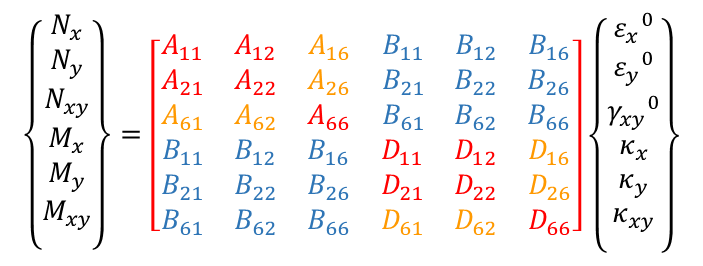 N_x A_11 A_12 A_16 B_11 B_12 B_16 ε_x^0
N_y A_21 A_22 A_26 B_21 B_22 B_26 ε_y^0
N_xy A_61 A_62 A_66 B_61 B_62 B_66 γ_xy^0
M_x = B_11 B_12 B_16 D_11 D_12 D_16 κ_x
M_y B_21 B_22 B_26 D_21 D_22 D_26 κ_y
M_xy B_61 B_62 B_66 D_61 D_62 D_66 κ_xy